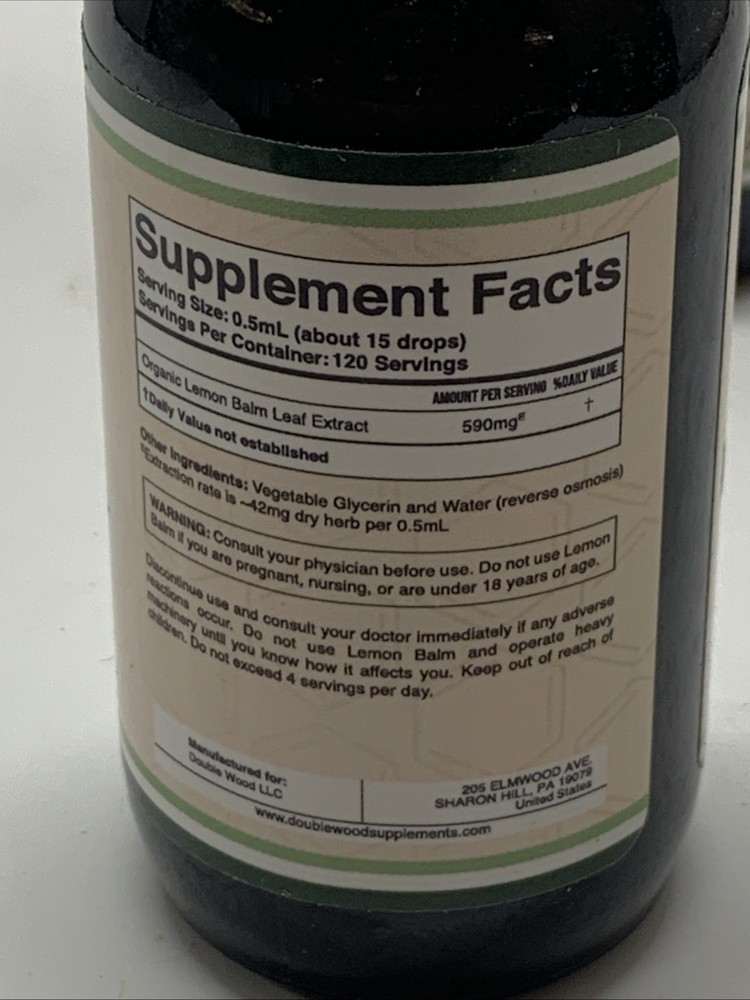 Supplement Facts
Serving Size: 0.5mL (about 15 drops)
Servings Per Container: 120 Servings
AMOUNT PER SERVING %DAILY VALUE
Organic Lemon Balm Leaf Extract 590mgᴱ †
†Daily Value not established
Other Ingredients: Vegetable Glycerin and Water (reverse osmosis)
ᴱExtraction rate is ~42mg dry herb per 0.5mL
WARNING: Consult your physician before use. Do not use Lemon
Balm if you are pregnant, nursing, or are under 18 years of age.
Discontinue use and consult your doctor immediately if any adverse
reactions occur. Do not use Lemon Balm and operate heavy
machinery until you know how it affects you. Keep out of reach of
children. Do not exceed 4 servings per day.
Manufactured for:
Double Wood LLC
205 ELMWOOD AVE.
SHARON HILL, PA 19079
United States
www.doublewoodsupplements.com